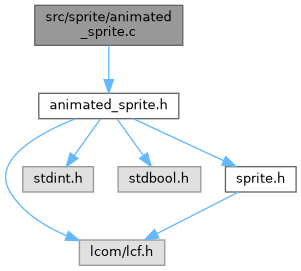 src/sprite/animated
_sprite.c
animated_sprite.h
stdint.h
stdbool.h
sprite.h
lcom/lcf.h